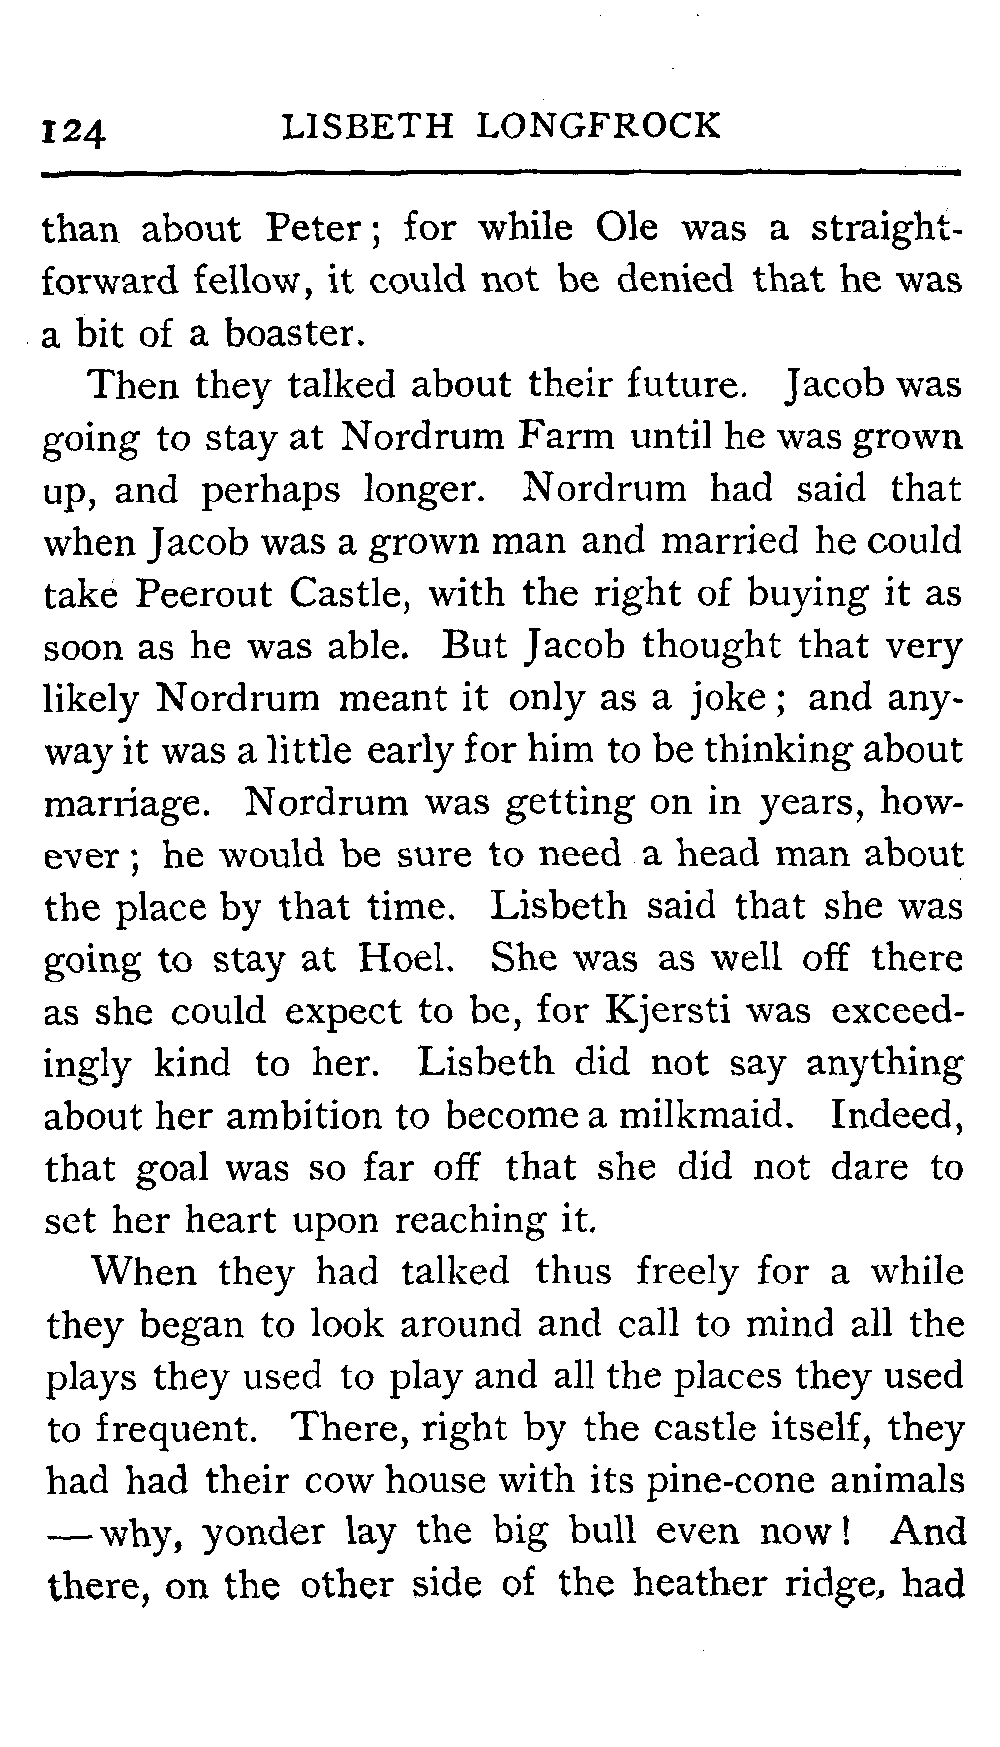 124 LISBETH LONGFROCK
than about Peter; for while Ole was a straight-
forward fellow, it could not be denied that he was
a bit of a boaster.
Then they talked about their future. Jacob was
going to stay at Nordrum Farm until he was grown
up, and perhaps longer. Nordrum had said that
when Jacob was a grown man and married he could
take Peerout Castle, with the right of buying it as
soon as he was able. But Jacob thought that very
likely Nordrum meant it only as a joke; and any-
way it was a little early for him to be thinking about
marriage. Nordrum was getting on in years, how-
ever; he would be sure to need a head man about
the place by that time. Lisbeth said that she was
going to stay at Hoel. She was as well off there
as she could expect to be, for Kjersti was exceed-
ingly kind to her. Lisbeth did not say anything
about her ambition to become a milkmaid. Indeed,
that goal was so far off that she did not dare to
set her heart upon reaching it.
When they had talked thus freely for a while
they began to look around and call to mind all the
plays they used to play and all the places they used
to frequent. There, right by the castle itself, they
had had their cow house with its pine-cone animals
—why, yonder lay the big bull even now! And
there, on the other side of the heather ridge, had